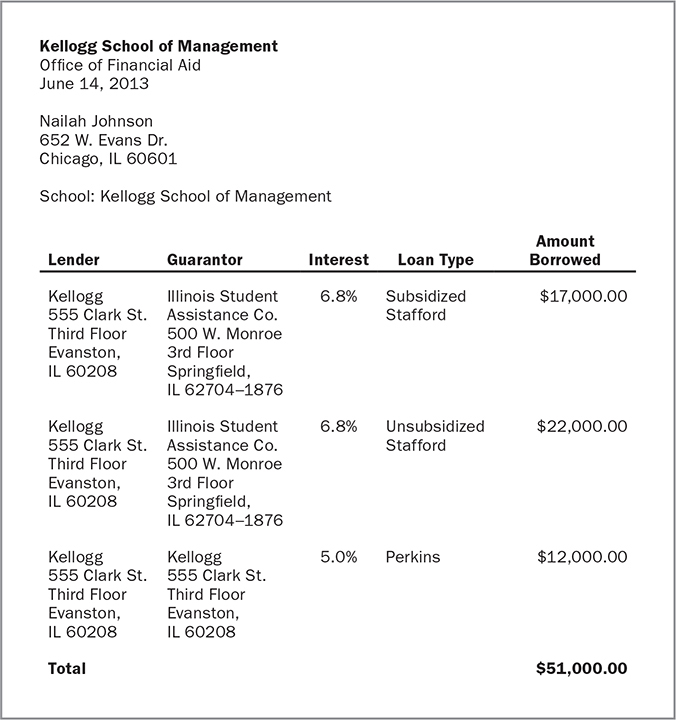 Kellogg School of Management
Office of Financial Aid
June 14, 2013
Nailah Johnson
652 W. Evans Dr.
Chicago, IL 60601
School: Kellogg School of Management
Amount
Lender Guarantor Interest Loan Type Borrowed
Kellogg Illinois Student 6.8% Subsidized $17,000.00
555 Clark St. Assistance Co. Stafford
Third Floor 500 W. Monroe
Evanston, 3rd Floor
IL 60208 Springfield,
IL 62704–1876
Kellogg Illinois Student 6.8% Unsubsidized $22,000.00
555 Clark St. Assistance Co. Stafford
Third Floor 500 W. Monroe
Evanston, 3rd Floor
IL 60208 Springfield,
IL 62704–1876
Kellogg Kellogg 5.0% Perkins $12,000.00
555 Clark St. 555 Clark St.
Third Floor Third Floor
Evanston, Evanston,
IL 60208 IL 60208
Total $51,000.00